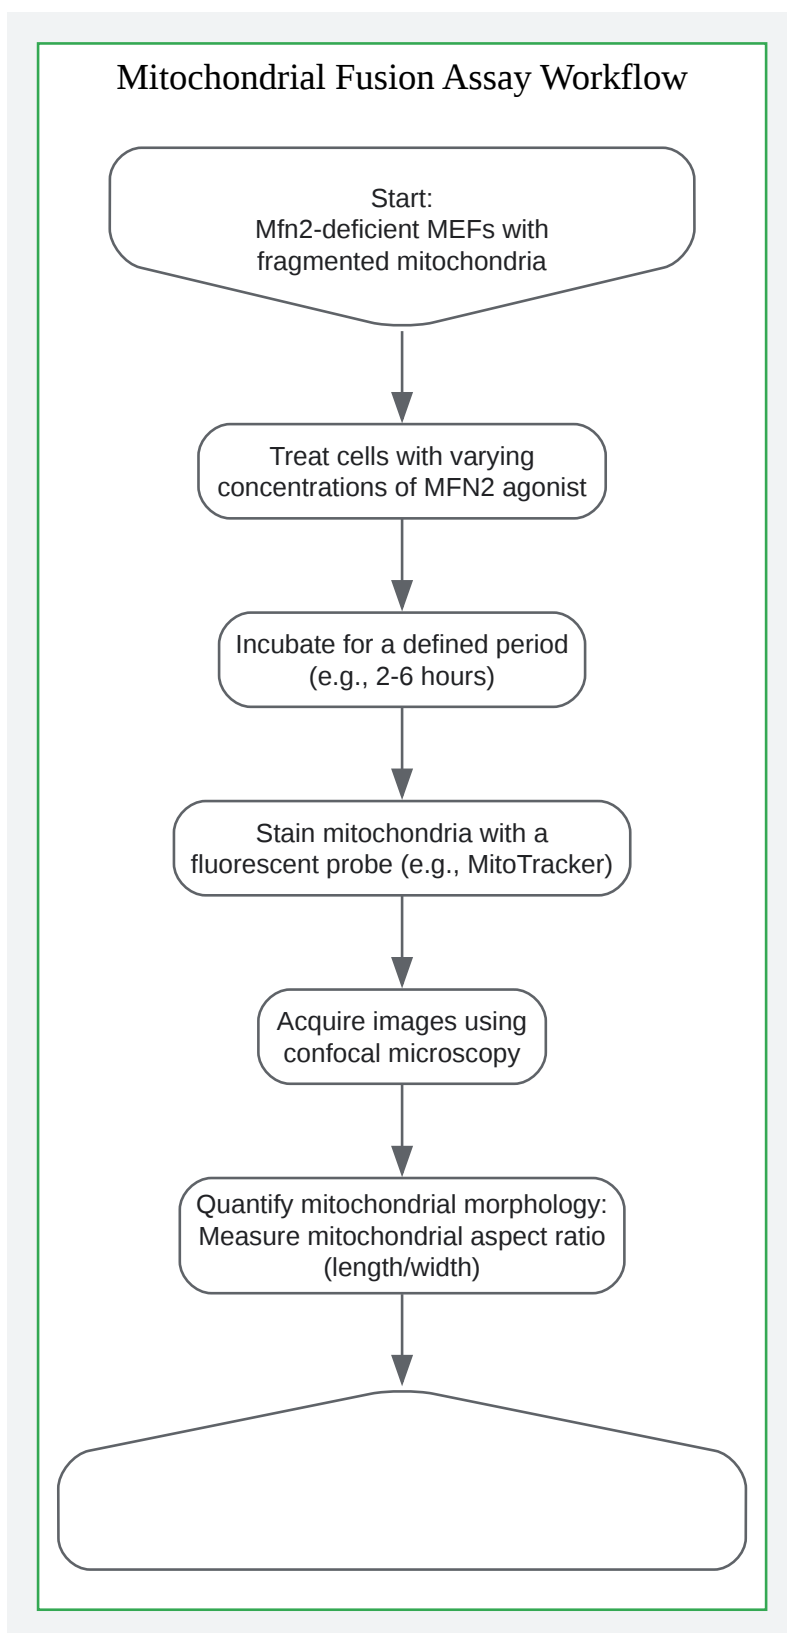 Mitochondrial Fusion Assay Workflow
Start:
Mfn2-deficient MEFs with
fragmented mitochondria
Treat cells with varying
concentrations of MFN2 agonist
Incubate for a defined period
(e.g., 2-6 hours)
Stain mitochondria with a
fluorescent probe (e.g., MitoTracker)
Acquire images using
confocal microscopy
Quantify mitochondrial morphology:
Measure mitochondrial aspect ratio
(length/width)